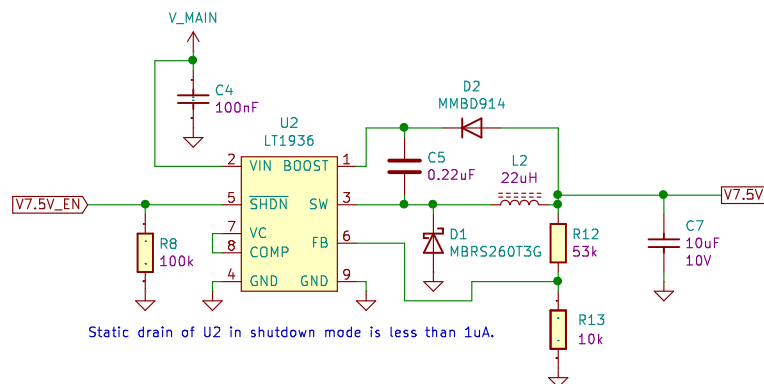 V_MAIN
C4
100nF
U2
LT1936
D2
MMBD914
2 VIN BOOST 1
C5
0.22uF
L2
22uH
V7.5V_EN
5 SHDN SW 3
V7.5V
7 VC
8 COMP
FB 6
R8
100k
D1
MBRS260T3G
R12
53k
C7
10uF
10V
4 GND GND 9
Static drain of U2 in shutdown mode is less than 1uA.
R13
10k